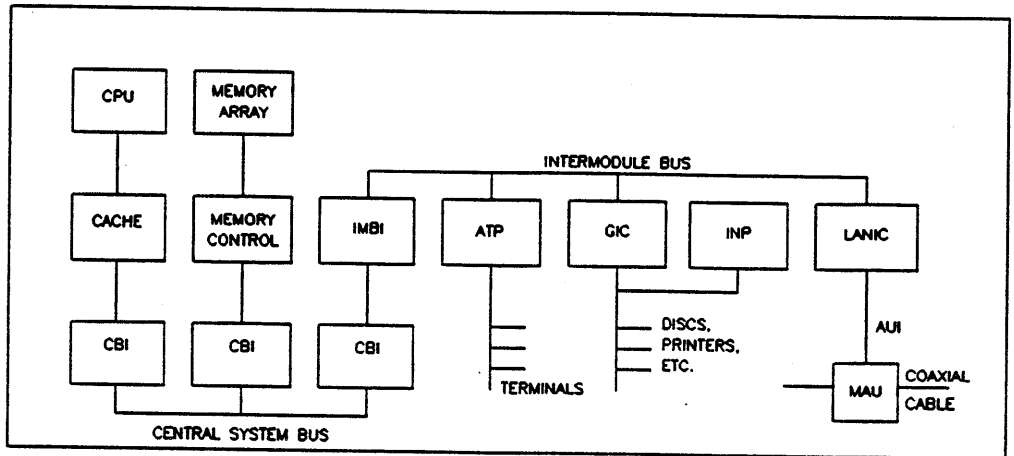 CPU
MEMORY
ARRAY
INTERMODULE BUS
CACHE
MEMORY
CONTROL
IMBI
ATP
GIC
INP
LANIC
CBI
CBI
CBI
TERMINALS
DISCS,
PRINTERS,
ETC.
AUI
MAU
COAXIAL
CABLE
CENTRAL SYSTEM BUS